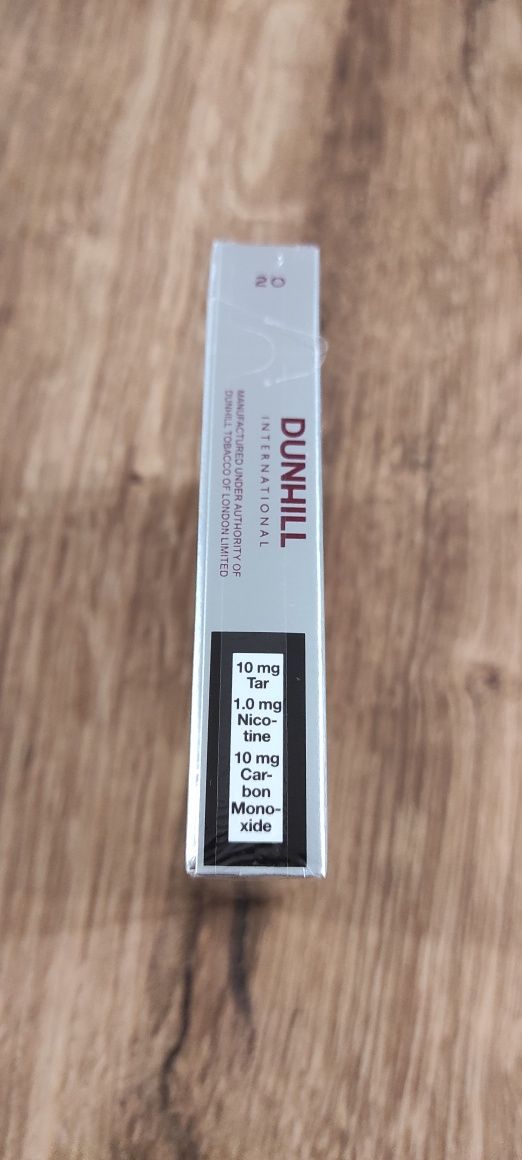 20
DUNHILL
INTERNATIONAL
MANUFACTURED UNDER AUTHORITY OF
DUNHILL TOBACCO OF LONDON LIMITED
10 mg
Tar
1.0 mg
Nico-
tine
10 mg
Car-
bon
Mono-
xide